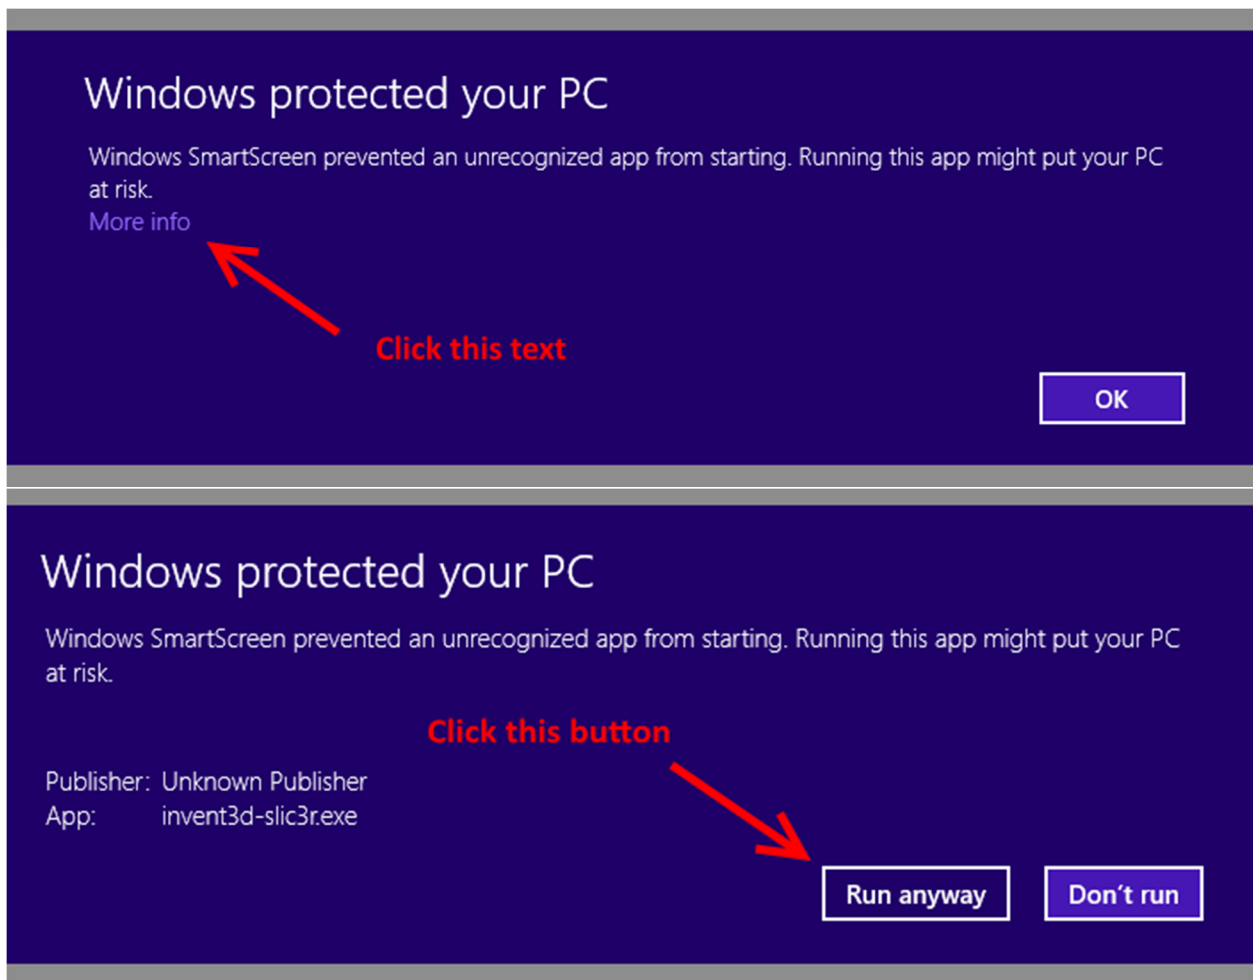 Windows protected your PC
Windows SmartScreen prevented an unrecognized app from starting. Running this app might put your PC
at risk.
More info
Click this text
OK
Windows protected your PC
Windows SmartScreen prevented an unrecognized app from starting. Running this app might put your PC
at risk.
Click this button
Publisher: Unknown Publisher
App: invent3d-slic3r.exe
Run anyway Don't run